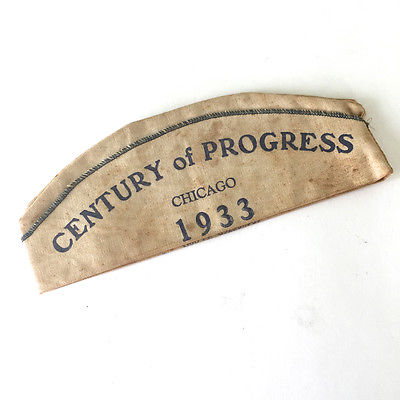 CENTURY of PROGRESS
CHICAGO
1933